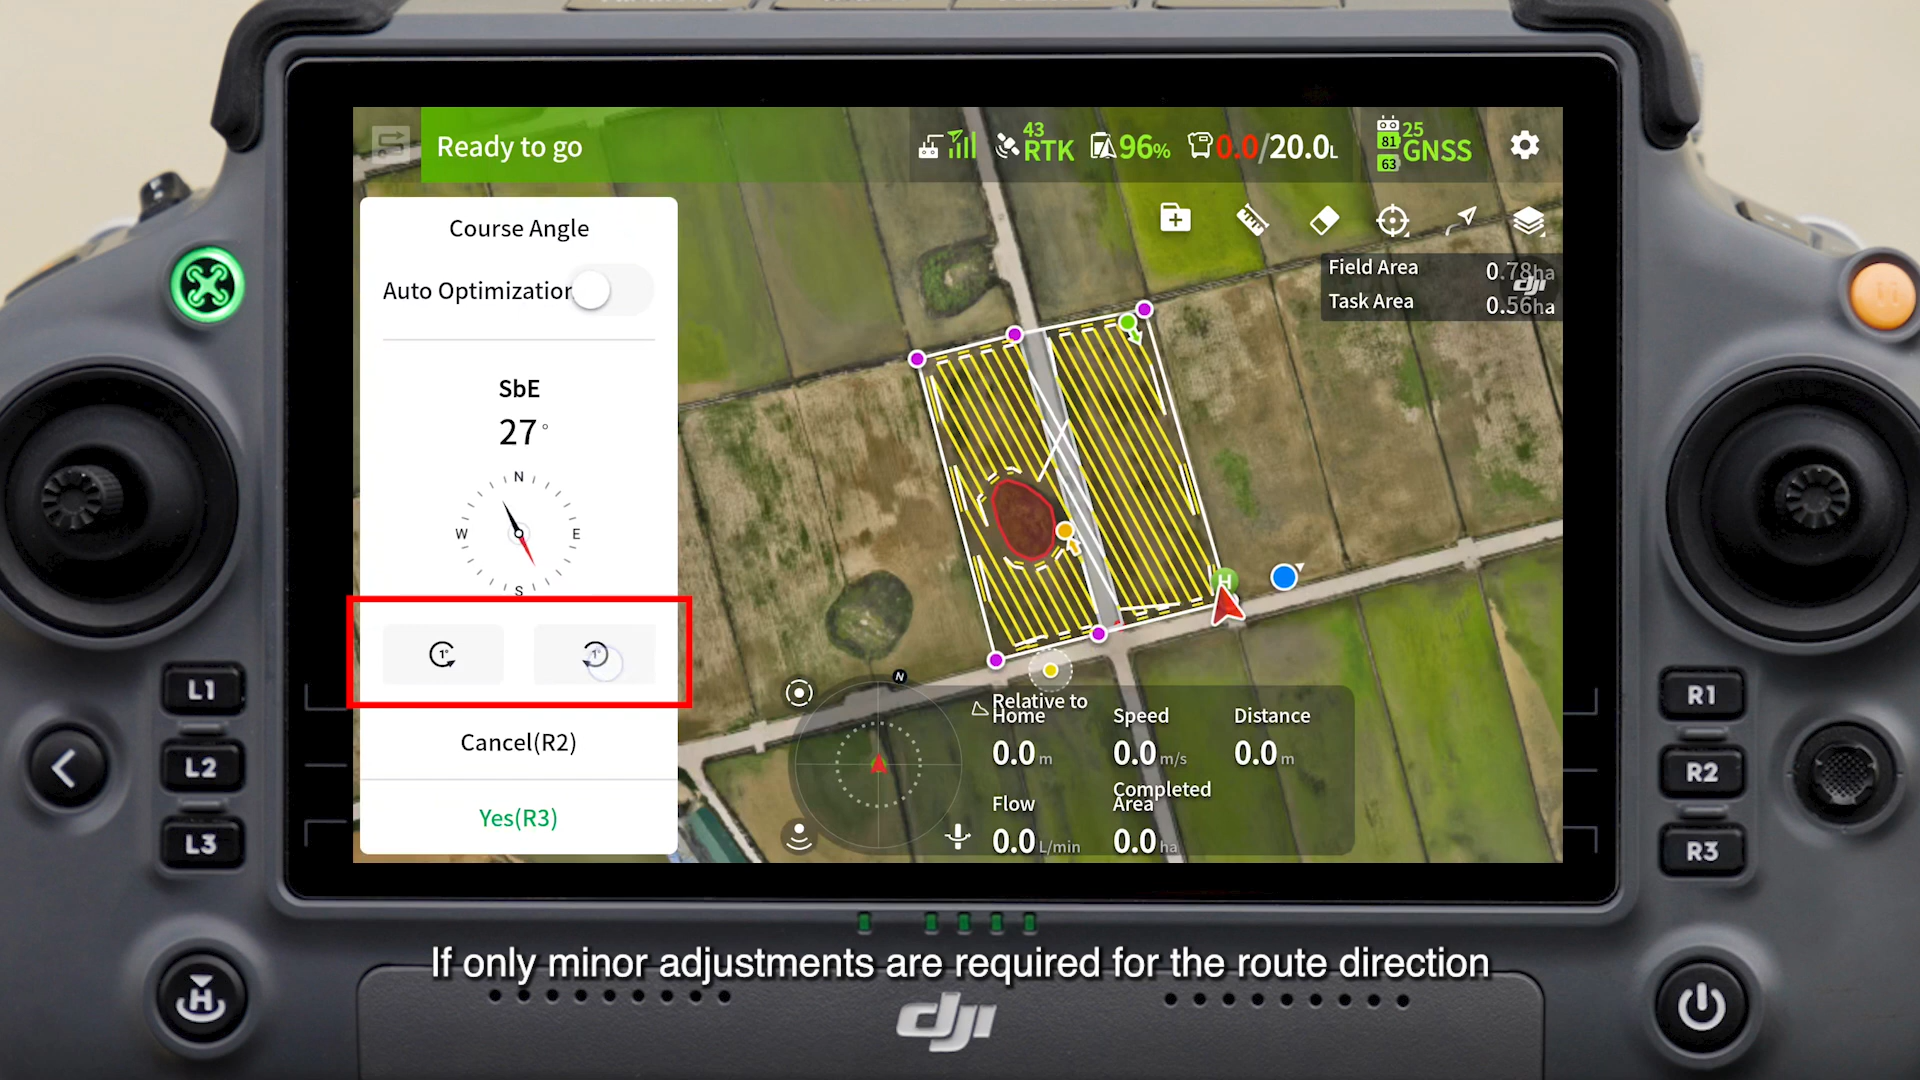 Ready to go
43
RTK
96%
0.0/20.0L
81
63
25
GNSS
Course Angle
Auto Optimization
SbE
27°
N
W
E
S
1°
1°
Cancel(R2)
Yes(R3)
Field Area 0.78ha
Task Area 0.56ha
dji
H
N
Relative to Home
0.0 m
Speed
0.0 m/s
Distance
0.0 m
Flow
0.0 L/min
Completed Area
0.0 ha
L1
L2
L3
R1
R2
R3
H
If only minor adjustments are required for the route direction
dji